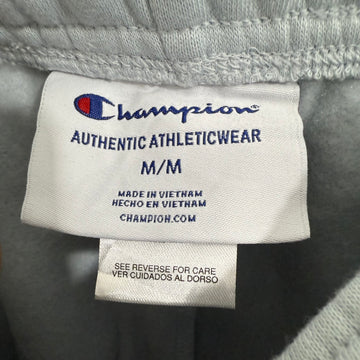 Champion
AUTHENTIC ATHLETICWEAR
M/M
MADE IN VIETNAM
HECHO EN VIETNAM
CHAMPION.COM
SEE REVERSE FOR CARE
VER CUIDADOS AL DORSO